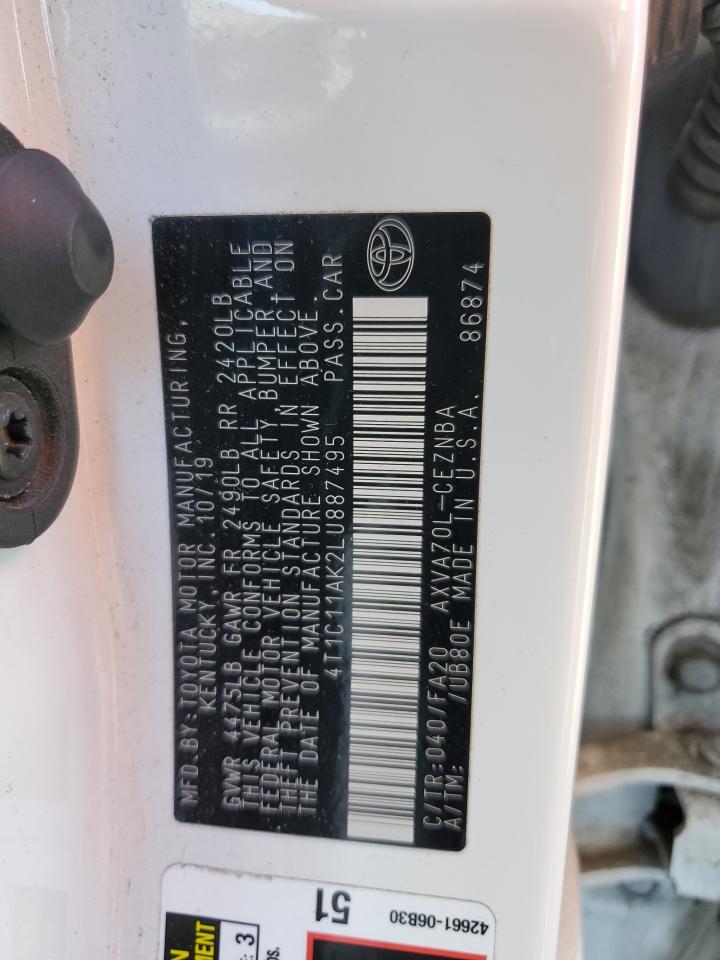 MFD.BY:TOYOTA MOTOR MANUFACTURING,
KENTUCKY,INC.10/19
GVWR 4475LB GAWR FR 2490LB RR 2420LB
THIS VEHICLE CONFORMS TO ALL APPLICABLE
FEDERAL MOTOR VEHICLE SAFETY, BUMPER,AND
THEFT PREVENTION STANDARDS IN EFFECT ON
THE DATE OF MANUFACTURE SHOWN ABOVE.
4T1C11AK2LU887495 PASS.CAR
C/TR:040/FA20 AXVA70L-CEZNBA
A/TM: /UB80E MADE IN U.S.A. 86874
51
42661-06B30
3